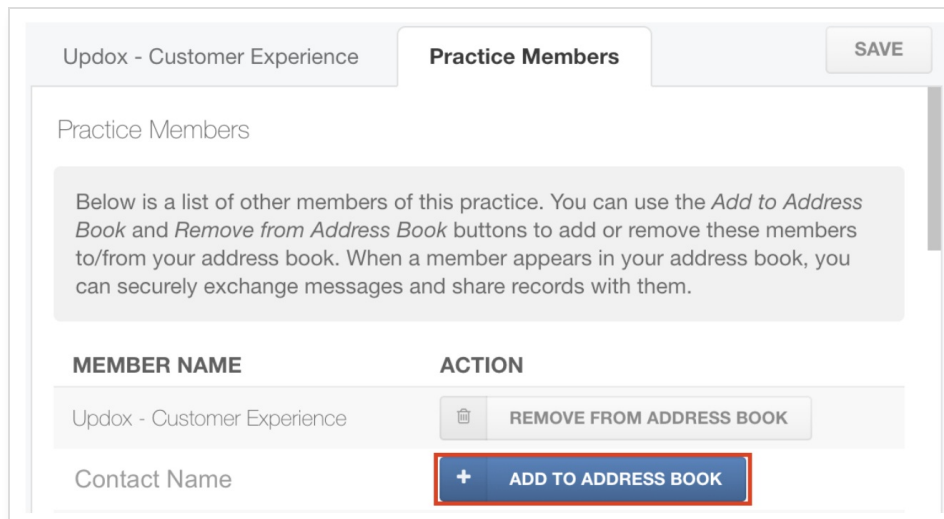 Updox - Customer Experience
Practice Members
SAVE
Practice Members
Below is a list of other members of this practice. You can use the Add to Address
Book and Remove from Address Book buttons to add or remove these members
to/from your address book. When a member appears in your address book, you
can securely exchange messages and share records with them.
MEMBER NAME ACTION
Updox - Customer Experience REMOVE FROM ADDRESS BOOK
Contact Name + ADD TO ADDRESS BOOK